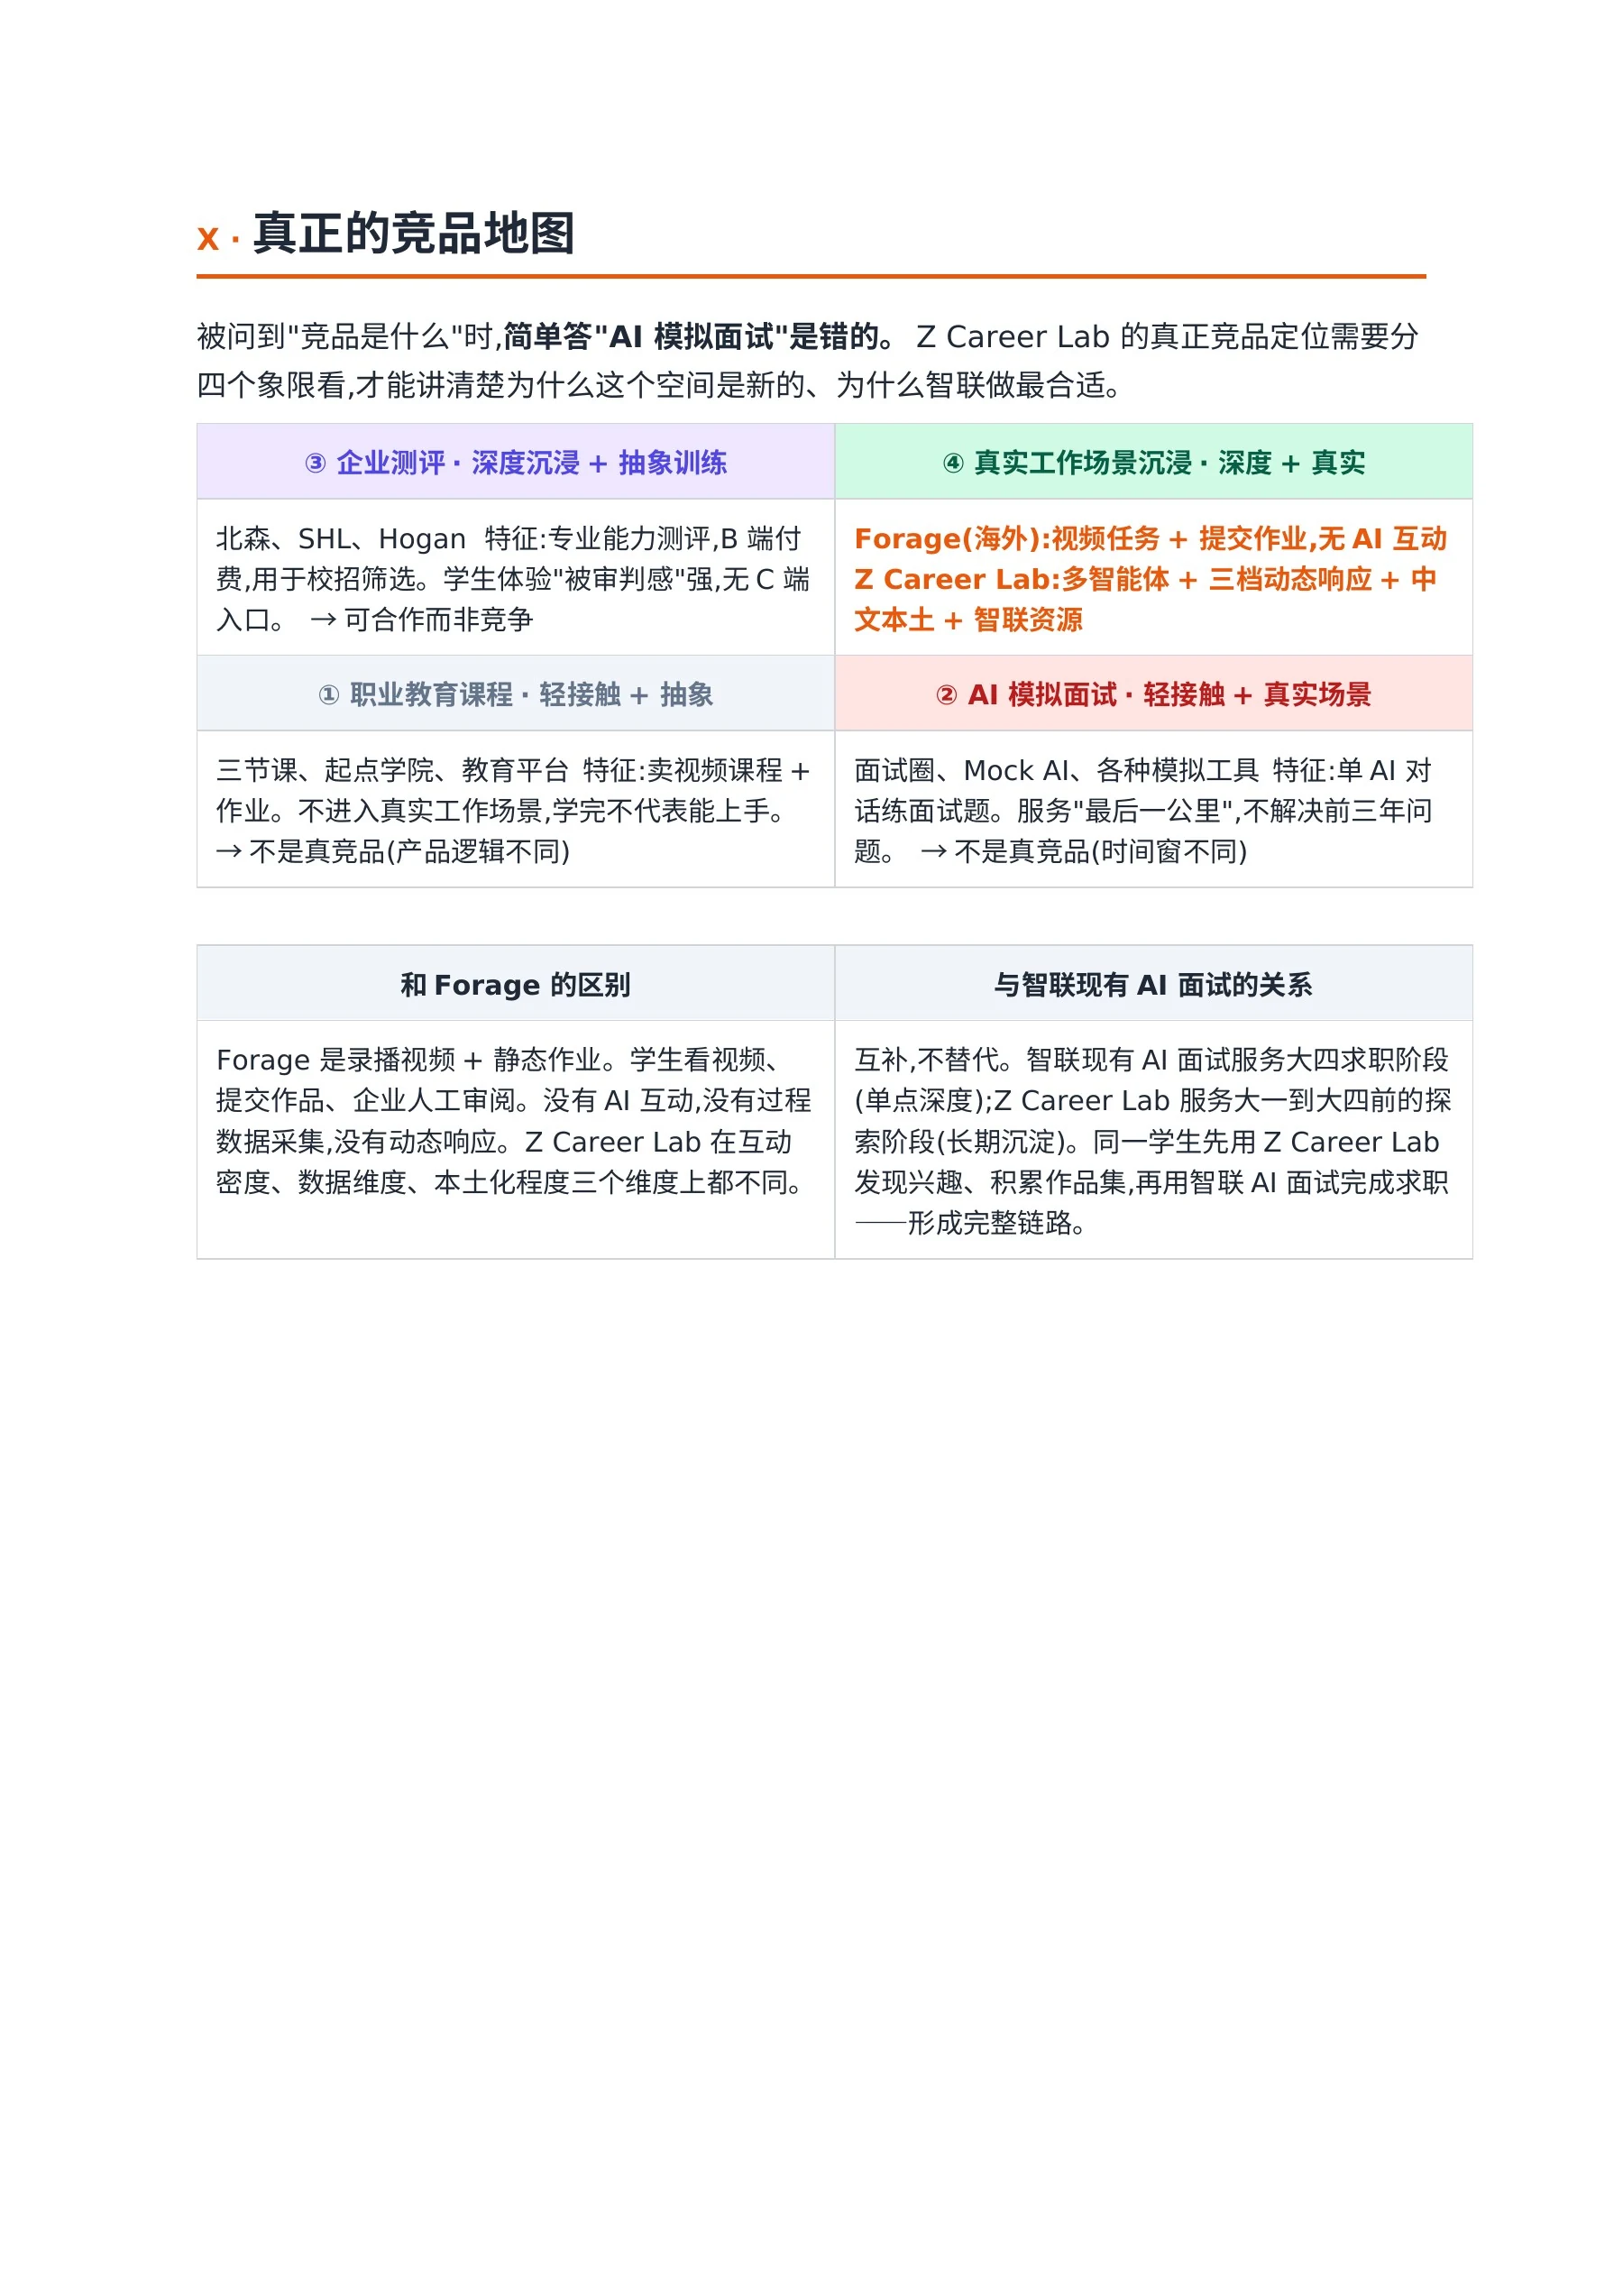 X · 真正的竞品地图
被问到"竞品是什么"时,简单答"AI 模拟面试"是错的。 Z Career Lab 的真正竞品定位需要分
四个象限看,才能讲清楚为什么这个空间是新的、为什么智联做最合适。
③ 企业测评 · 深度沉浸 + 抽象训练
④ 真实工作场景沉浸 · 深度 + 真实
北森、SHL、Hogan 特征:专业能力测评,B 端付
费,用于校招筛选。学生体验"被审判感"强,无 C 端
入口。 → 可合作而非竞争
Forage(海外):视频任务 + 提交作业,无 AI 互动
Z Career Lab:多智能体 + 三档动态响应 + 中
文本土 + 智联资源
① 职业教育课程 · 轻接触 + 抽象
② AI 模拟面试 · 轻接触 + 真实场景
三节课、起点学院、教育平台 特征:卖视频课程 +
作业。不进入真实工作场景,学完不代表能上手。
→ 不是真竞品(产品逻辑不同)
面试圈、Mock AI、各种模拟工具 特征:单 AI 对
话练面试题。服务"最后一公里",不解决前三年问
题。 → 不是真竞品(时间窗不同)
和 Forage 的区别
与智联现有 AI 面试的关系
Forage 是录播视频 + 静态作业。学生看视频、
提交作品、企业人工审阅。没有 AI 互动,没有过程
数据采集,没有动态响应。Z Career Lab 在互动
密度、数据维度、本土化程度三个维度上都不同。
互补,不替代。智联现有 AI 面试服务大四求职阶段
(单点深度);Z Career Lab 服务大一到大四前的探
索阶段(长期沉淀)。同一学生先用 Z Career Lab
发现兴趣、积累作品集,再用智联 AI 面试完成求职
——形成完整链路。